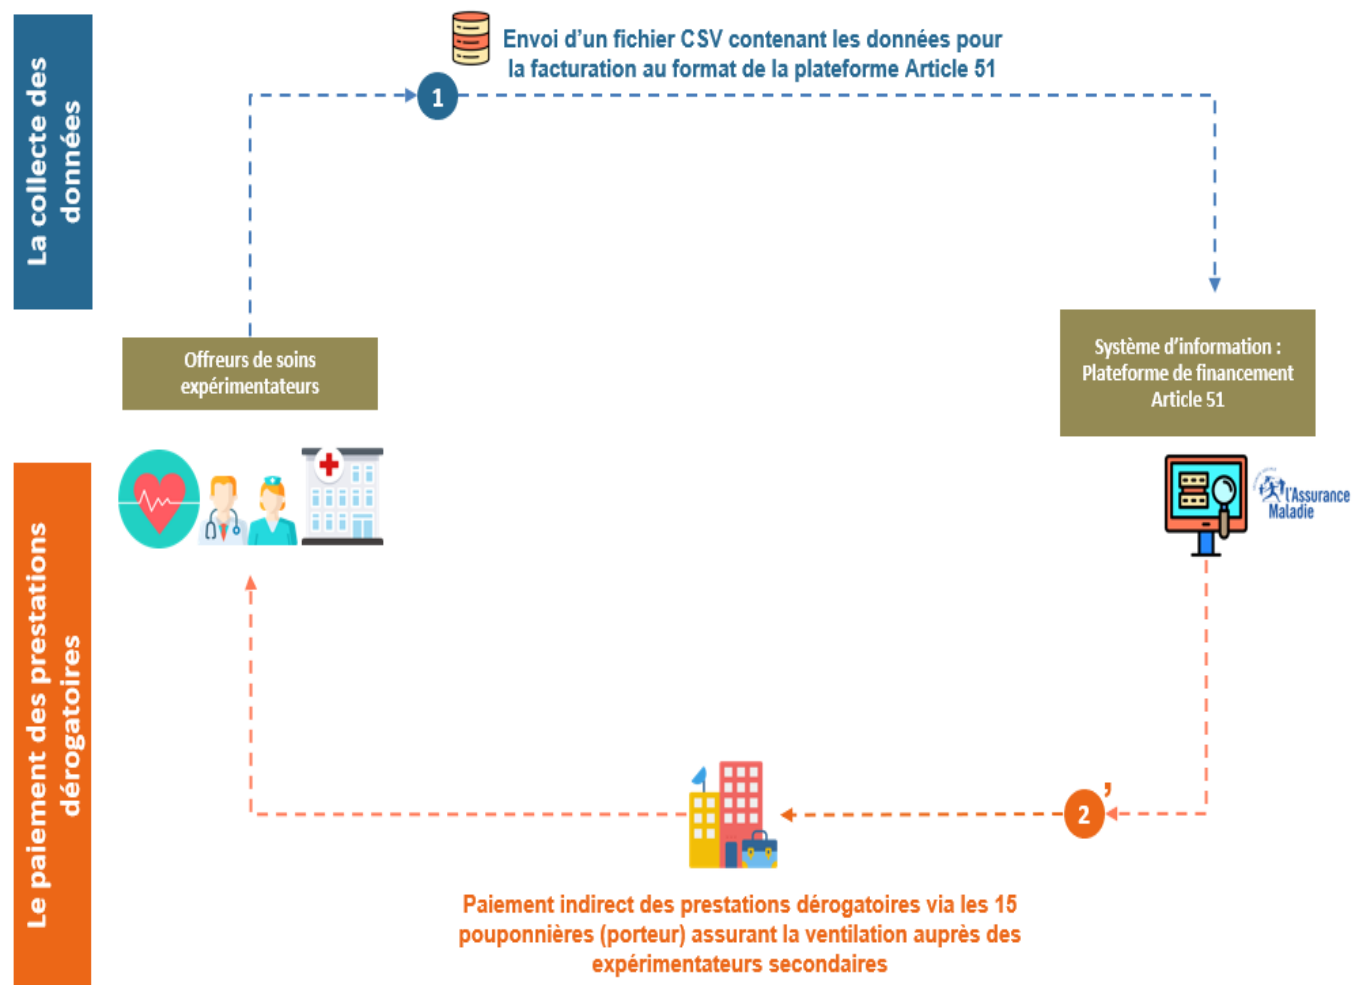 La collecte des
données
Envoi d'un fichier CSV contenant les données pour
la facturation au format de la plateforme Article 51
1
Offreurs de soins
expérimentateurs
Système d'information :
Plateforme de financement
Article 51
l'Assurance
Maladie
Le paiement des prestations
dérogatoires
2
’
Paiement indirect des prestations dérogatoires via les 15
pouponnières (porteur) assurant la ventilation auprès des
expérimentateurs secondaires